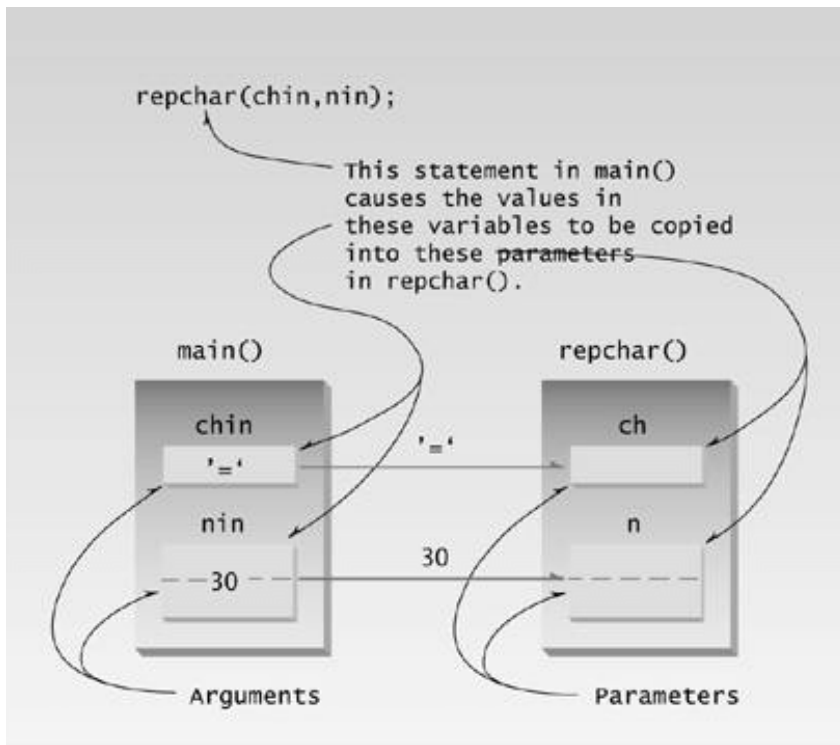 repchar(chin,nin);
This statement in main()
causes the values in
these variables to be copied
into these parameters
in repchar().
main()
repchar()
chin
ch
'='
'=‘
nin
n
30
30
Arguments
Parameters